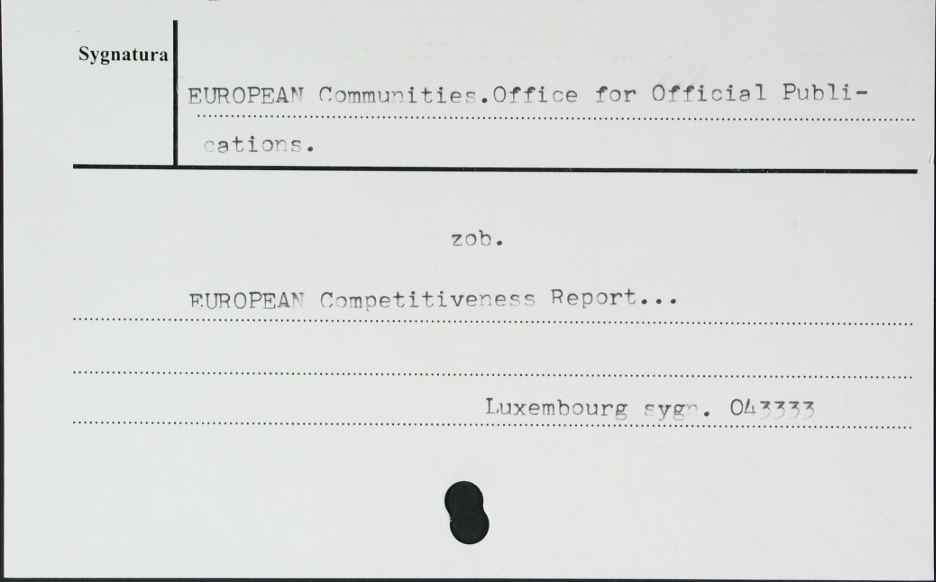 Sygnatura
EUROPEAN Communities.Office for Official Publi-
cations.
zob.
EUROPEAN Competitiveness Report...
Luxembourg sygn. 043333